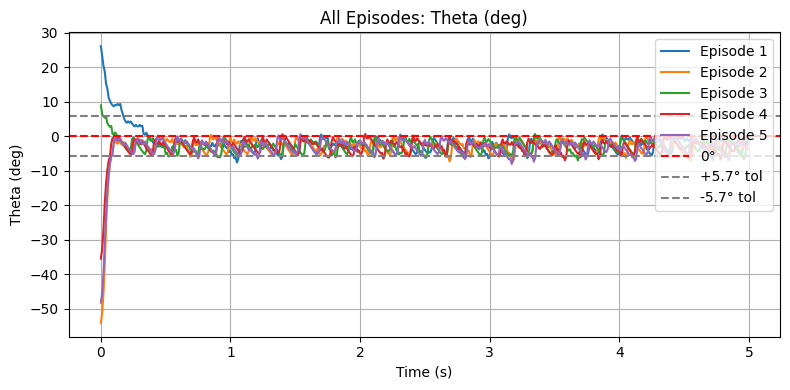 All Episodes: Theta (deg)
Theta (deg)
30
20
10
0
−10
−20
−30
−40
−50
Episode 1
Episode 2
Episode 3
Episode 4
Episode 5
0°
+5.7° tol
-5.7° tol
0
1
2
3
4
5
Time (s)